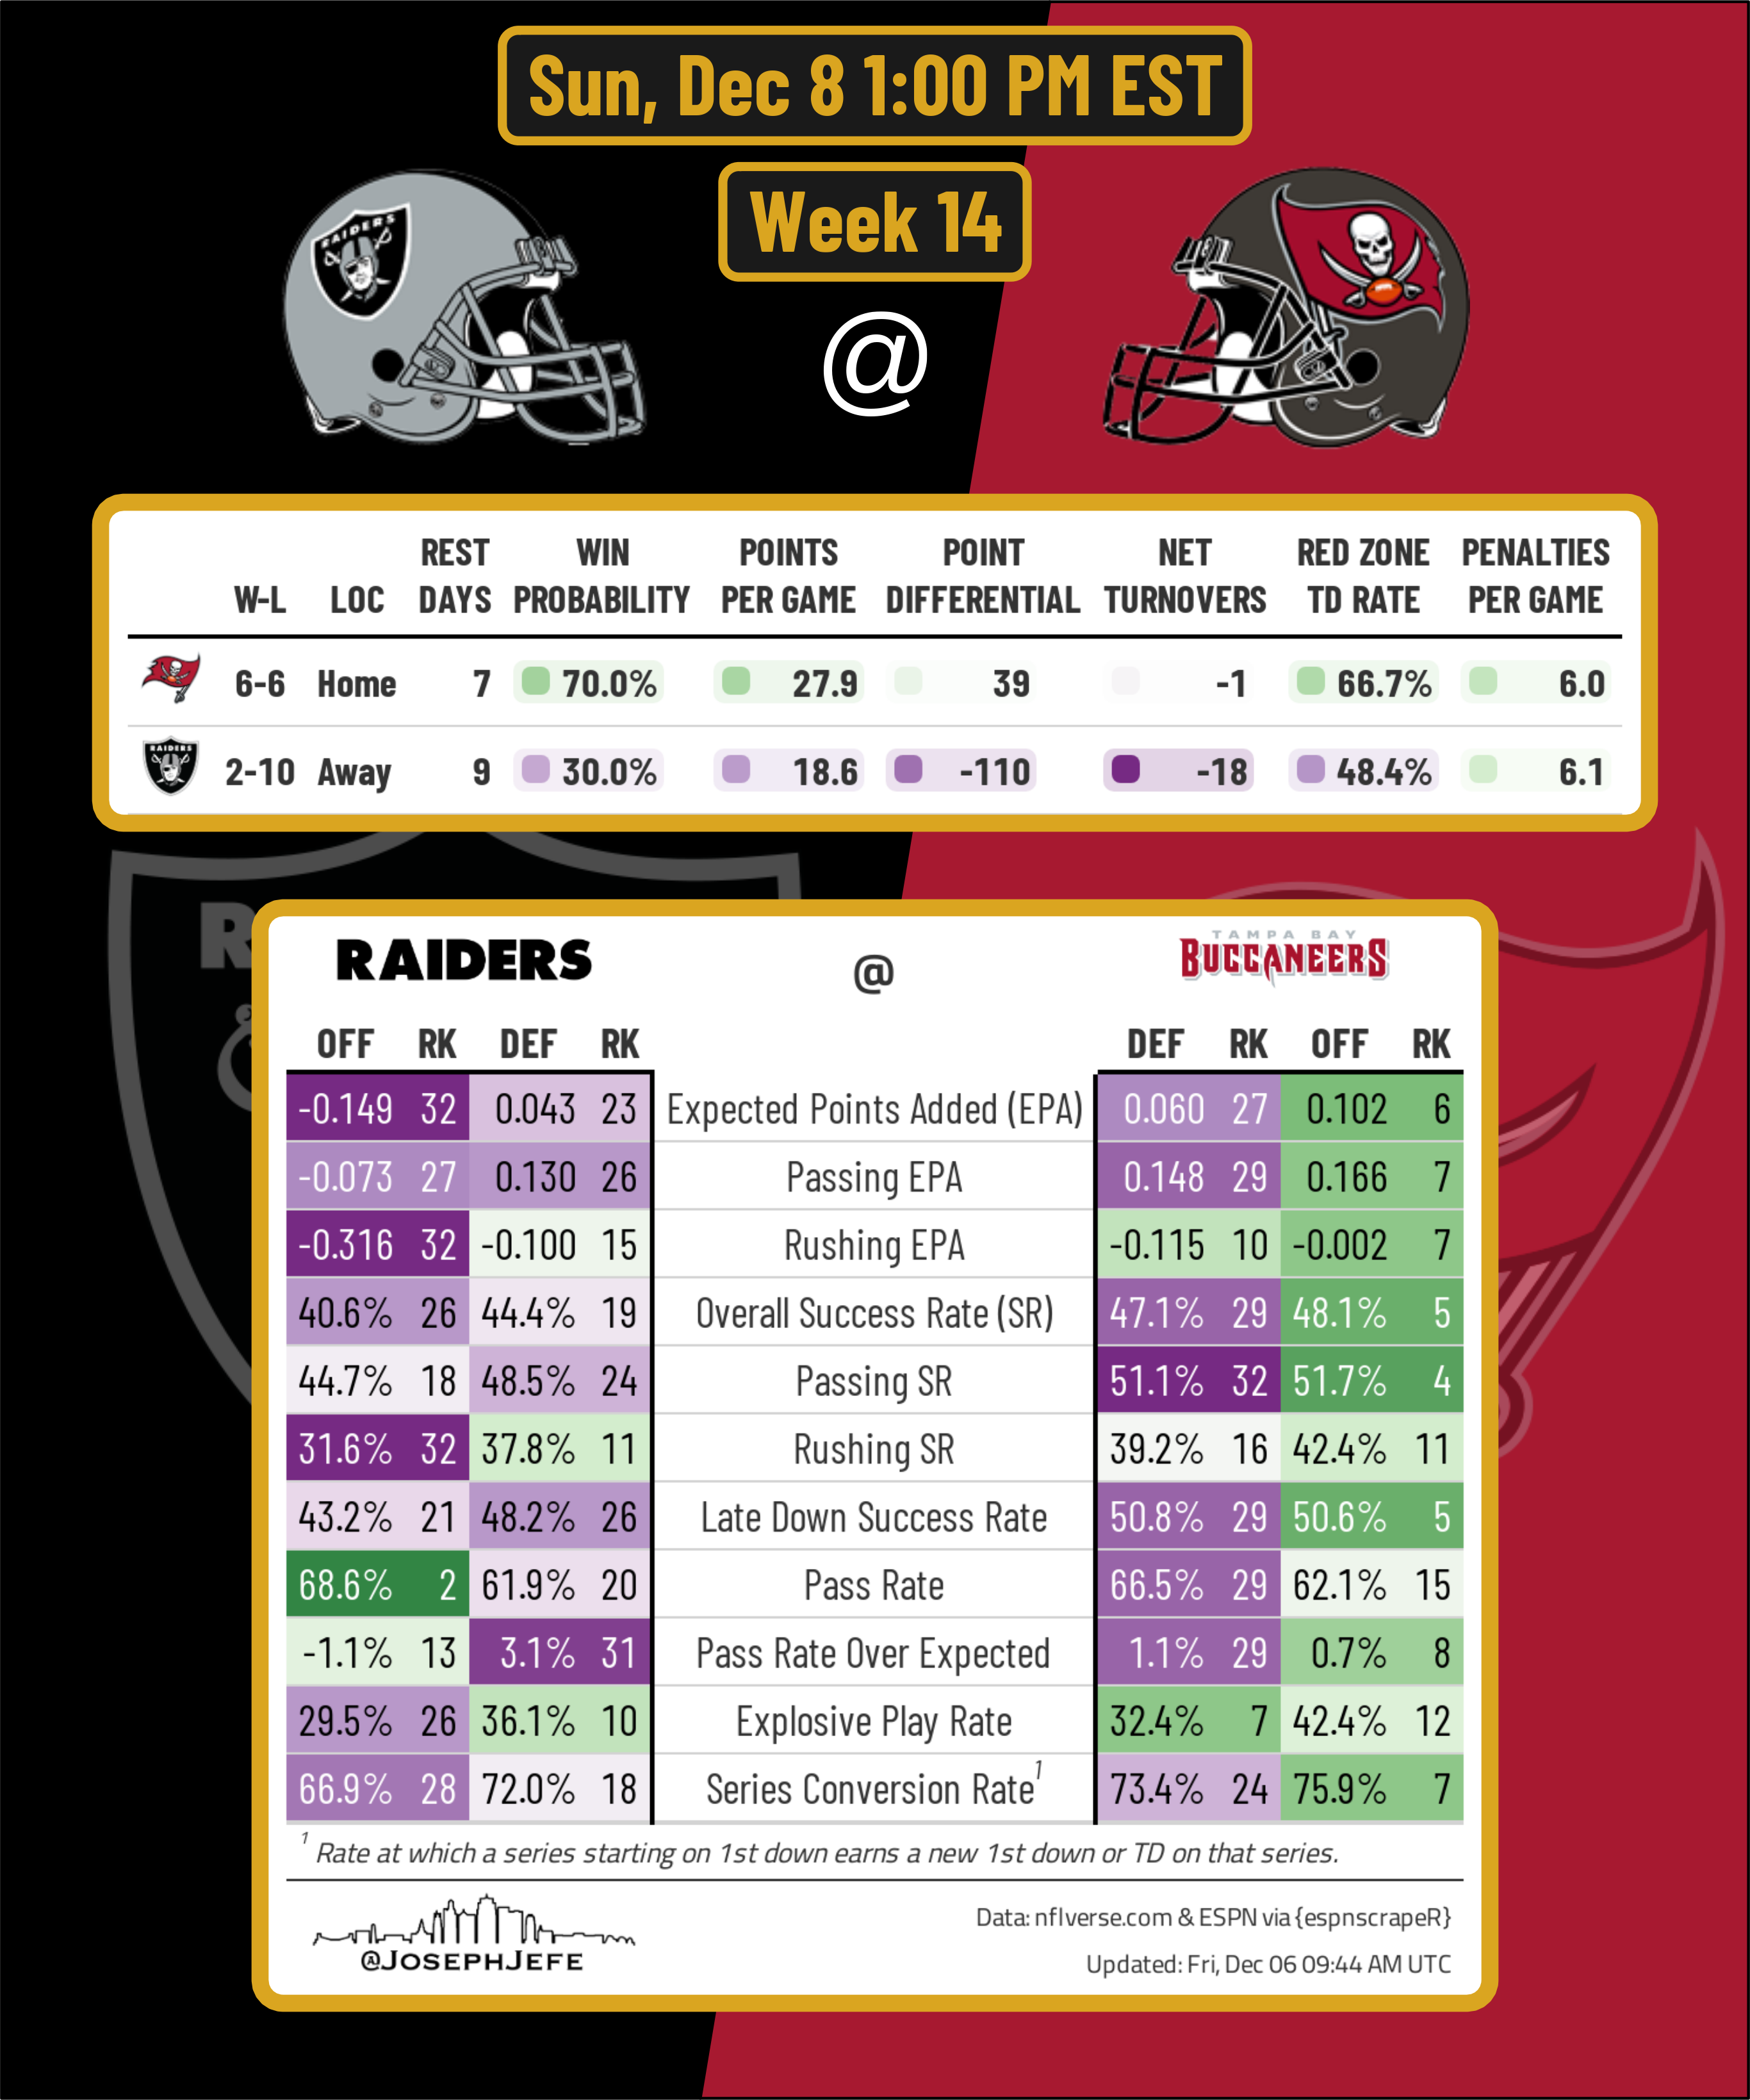 Sun, Dec 8 1:00 PM EST
Week 14
RAIDERS
@
REST WIN POINTS POINT NET RED ZONE PENALTIES
W-L LOC DAYS PROBABILITY PER GAME DIFFERENTIAL TURNOVERS TD RATE PER GAME
6-6 Home 7 70.0% 27.9 39 -1 66.7% 6.0
RAIDERS 2-10 Away 9 30.0% 18.6 -110 -18 48.4% 6.1
R
RAIDERS @ TAMPA BAY
BUCCANEERS
OFF RK DEF RK DEF RK OFF RK
-0.149 32 0.043 23 Expected Points Added (EPA) 0.060 27 0.102 6
-0.073 27 0.130 26 Passing EPA 0.148 29 0.166 7
-0.316 32 -0.100 15 Rushing EPA -0.115 10 -0.002 7
40.6% 26 44.4% 19 Overall Success Rate (SR) 47.1% 29 48.1% 5
44.7% 18 48.5% 24 Passing SR 51.1% 32 51.7% 4
31.6% 32 37.8% 11 Rushing SR 39.2% 16 42.4% 11
43.2% 21 48.2% 26 Late Down Success Rate 50.8% 29 50.6% 5
68.6% 2 61.9% 20 Pass Rate 66.5% 29 62.1% 15
-1.1% 13 3.1% 31 Pass Rate Over Expected 1.1% 29 0.7% 8
29.5% 26 36.1% 10 Explosive Play Rate 32.4% 7 42.4% 12
66.9% 28 72.0% 18 Series Conversion Rate¹ 73.4% 24 75.9% 7
¹ Rate at which a series starting on 1st down earns a new 1st down or TD on that series.
@JOSEPHJEFE
Data: nflverse.com & ESPN via {espnscrapeR}
Updated: Fri, Dec 06 09:44 AM UTC